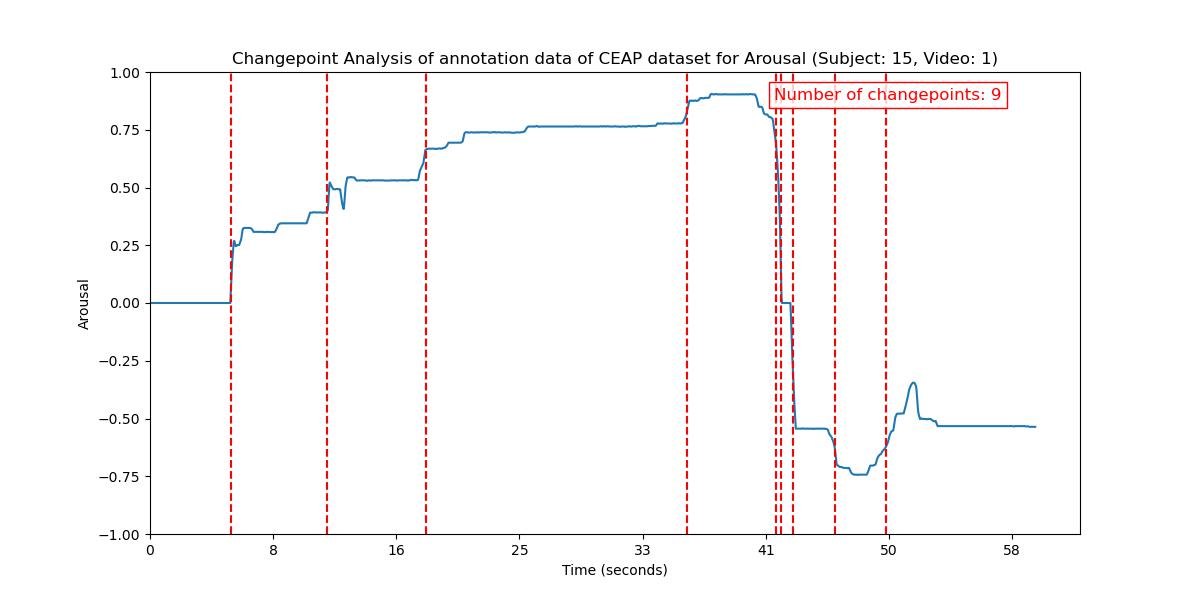 Changepoint Analysis of annotation data of CEAP dataset for Arousal (Subject: 15, Video: 1)
Number of changepoints: 9
1.00
0.75
0.50
0.25
0.00
−0.25
−0.50
−0.75
−1.00
Arousal
0 8 16 25 33 41 50 58
Time (seconds)